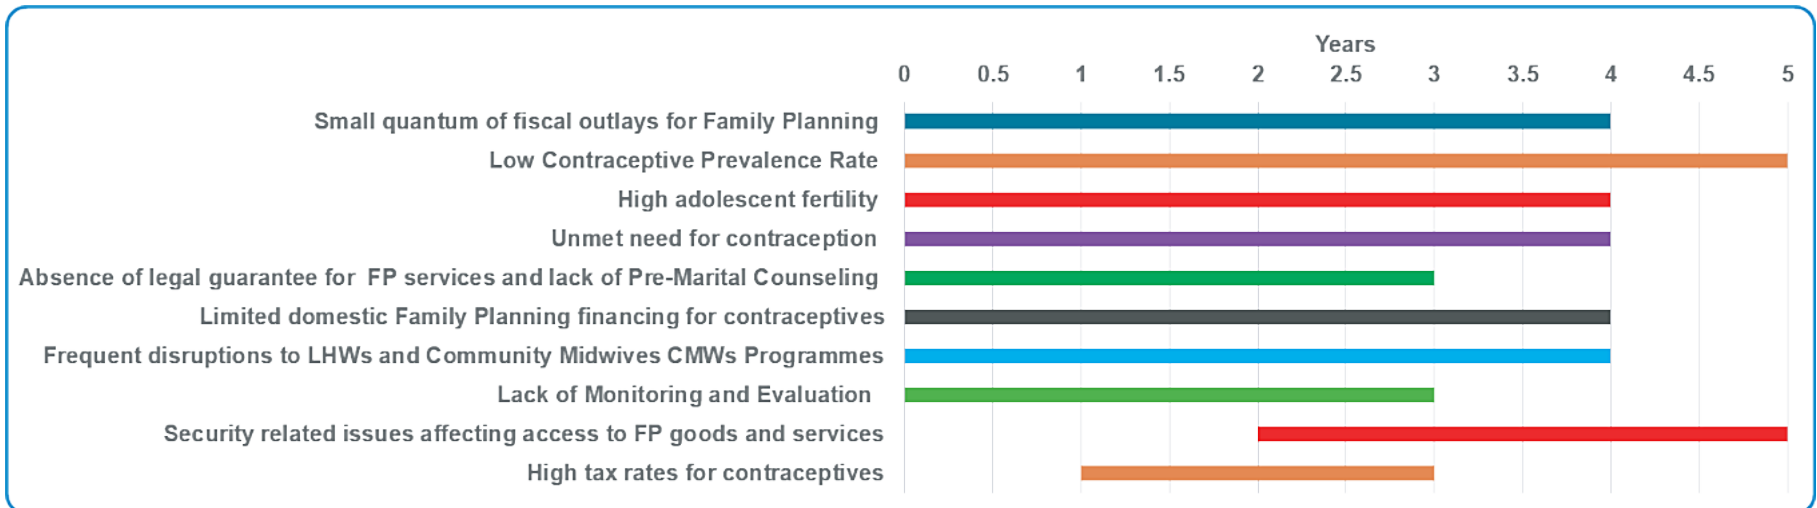 Years
0 0.5 1 1.5 2 2.5 3 3.5 4 4.5 5
Small quantum of fiscal outlays for Family Planning
Low Contraceptive Prevalence Rate
High adolescent fertility
Unmet need for contraception
Absence of legal guarantee for FP services and lack of Pre-Marital Counseling
Limited domestic Family Planning financing for contraceptives
Frequent disruptions to LHWs and Community Midwives CMWs Programmes
Lack of Monitoring and Evaluation
Security related issues affecting access to FP goods and services
High tax rates for contraceptives